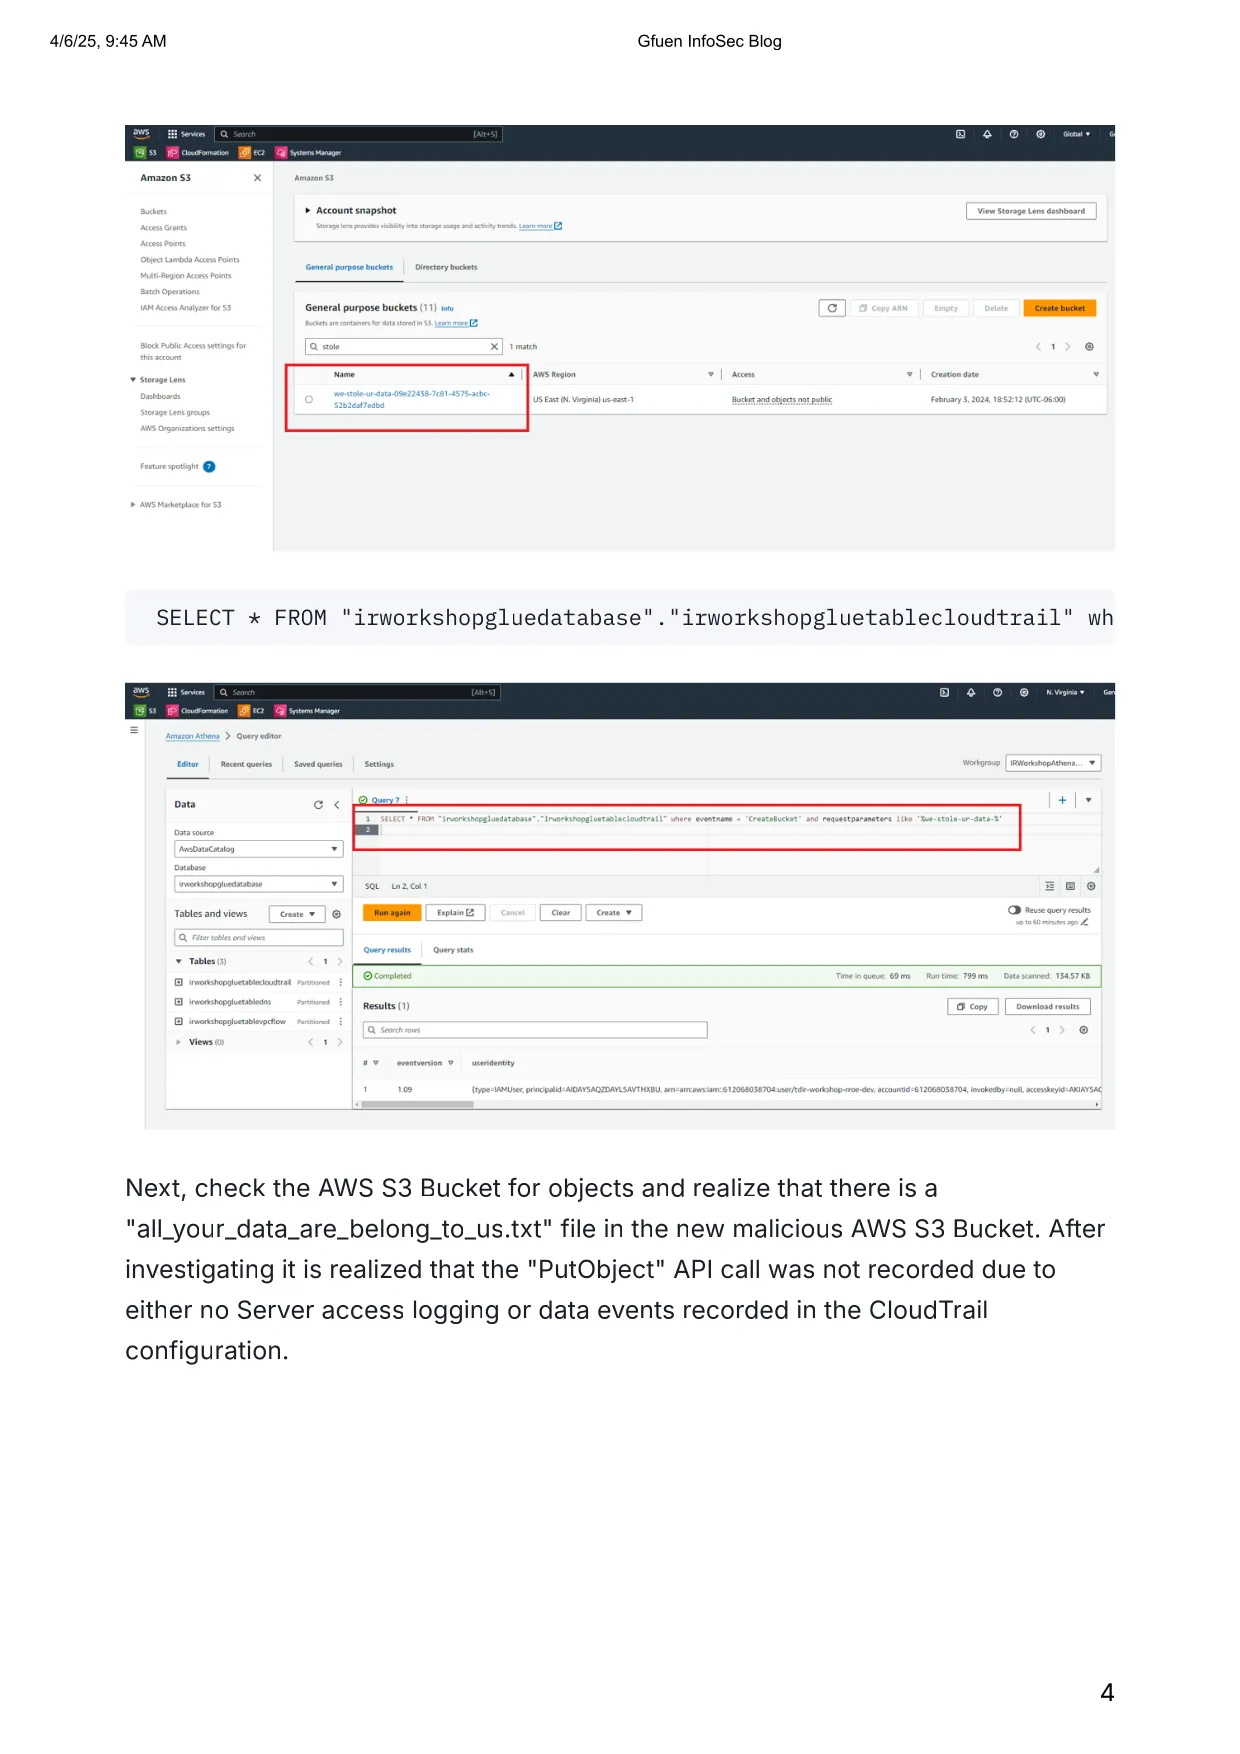 4/6/25, 9:45 AM
Gfuen InfoSec Blog
aws
Services
Search
[Alt+S]
Global
S3
CloudFormation
EC2
Systems Manager
Amazon S3
Buckets
Access Grants
Access Points
Object Lambda Access Points
Multi-Region Access Points
Batch Operations
IAM Access Analyzer for S3
Block Public Access settings for
this account
Storage Lens
Dashboards
Storage Lens groups
AWS Organizations settings
Feature spotlight 7
AWS Marketplace for S3
Amazon S3
Account snapshot
Storage lens provides visibility into storage usage and activity trends. Learn more
View Storage Lens dashboard
General purpose buckets
Directory buckets
General purpose buckets (11) Info
Buckets are containers for data stored in S3. Learn more
Copy ARN
Empty
Delete
Create bucket
stole
1 match
1
Name
AWS Region
Access
Creation date
we-stole-ur-data-09e22438-7c81-4575-acbc-
52b2daf7edbd
US East (N. Virginia) us-east-1
Bucket and objects not public
February 3, 2024, 18:52:12 (UTC-06:00)
SELECT * FROM "irworkshopgluedatabase"."irworkshopgluetablecloudtrail" wh
aws
Services
Search
[Alt+S]
N. Virginia
S3
CloudFormation
EC2
Systems Manager
Amazon Athena > Query editor
Editor
Recent queries
Saved queries
Settings
Workgroup
IRWorkshopAthena...
Data
Data source
AwsDataCatalog
Database
irworkshopgluedatabase
Tables and views
Create
Filter tables and views
Tables (3)
1
irworkshopgluetablecloudtrail Partitioned
irworkshopgluetabledns Partitioned
irworkshopgluetablevpcflow Partitioned
Views (0)
1
Query 7
1 SELECT * FROM "irworkshopgluedatabase"."irworkshopgluetablecloudtrail" where eventname = 'CreateBucket' and requestparameters like '%we-stole-ur-data-%'
2
SQL
Ln 2, Col 1
Run again
Explain
Cancel
Clear
Create
Reuse query results
up to 60 minutes ago
Query results
Query stats
Completed
Time in queue: 69 ms
Run time: 799 ms
Data scanned: 134.57 KB
Results (1)
Copy
Download results
Search rows
1
#
eventversion
useridentity
1
1.09
{type=IAMUser, principalid=AIDAY5AQZDAYLSAVTHXBU, arn=arn:aws:iam::612068038704:user/tdir-workshop-rroe-dev, accountid=612068038704, invokedby=null, accesskeyid=AKIAY5AQ
Next, check the AWS S3 Bucket for objects and realize that there is a
"all_your_data_are_belong_to_us.txt" file in the new malicious AWS S3 Bucket. After
investigating it is realized that the "PutObject" API call was not recorded due to
either no Server access logging or data events recorded in the CloudTrail
configuration.
4